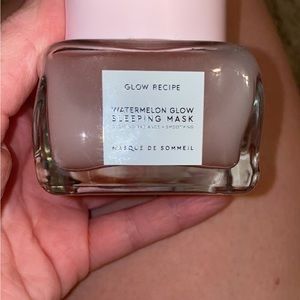 GLOW RECIPE
WATERMELON GLOW
SLEEPING MASK
MASQUE DE SOMMEIL